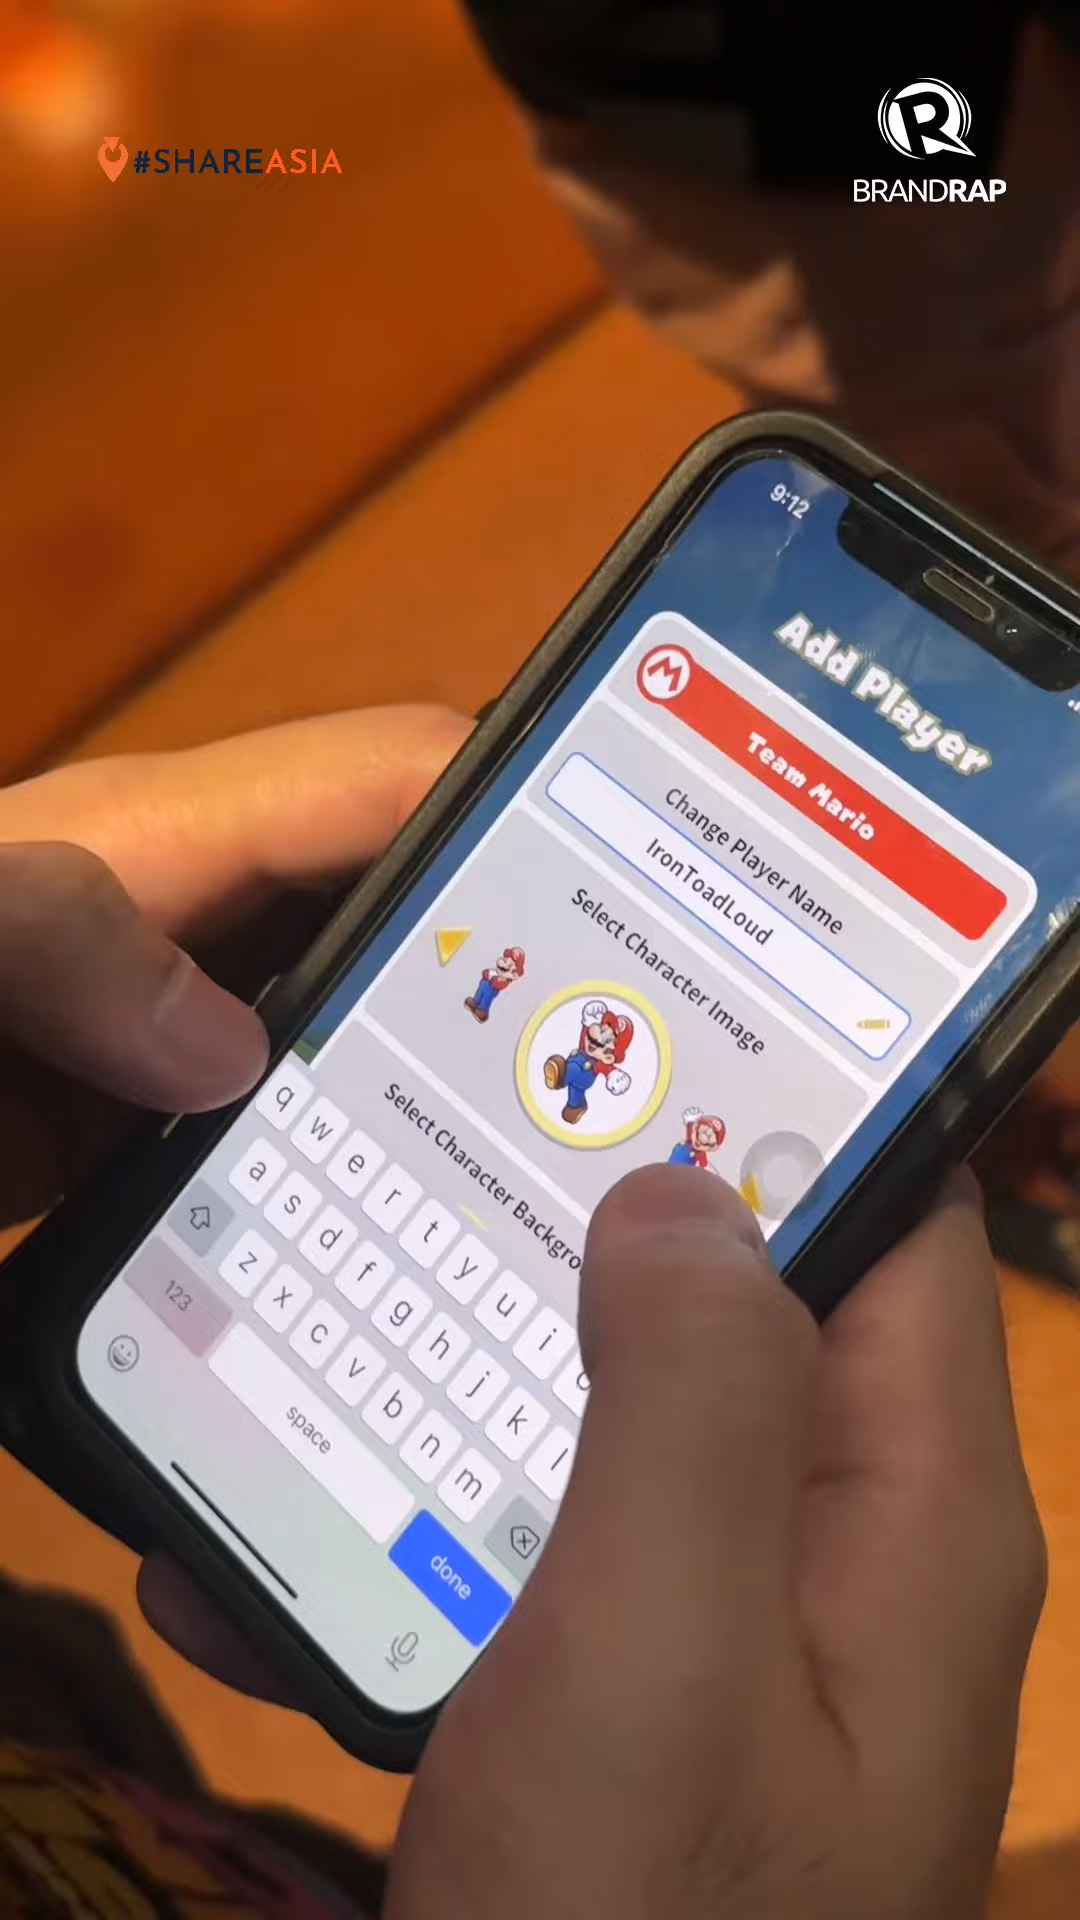 #SHAREASIA
R
BRANDRAP
9:12
Add Player
M
Team Mario
Change Player Name
IronToadLoud
Select Character Image
Select Character Backgro
q w e r t y u i o
a s d f g h j k l
z x c v b n m
123
space
done